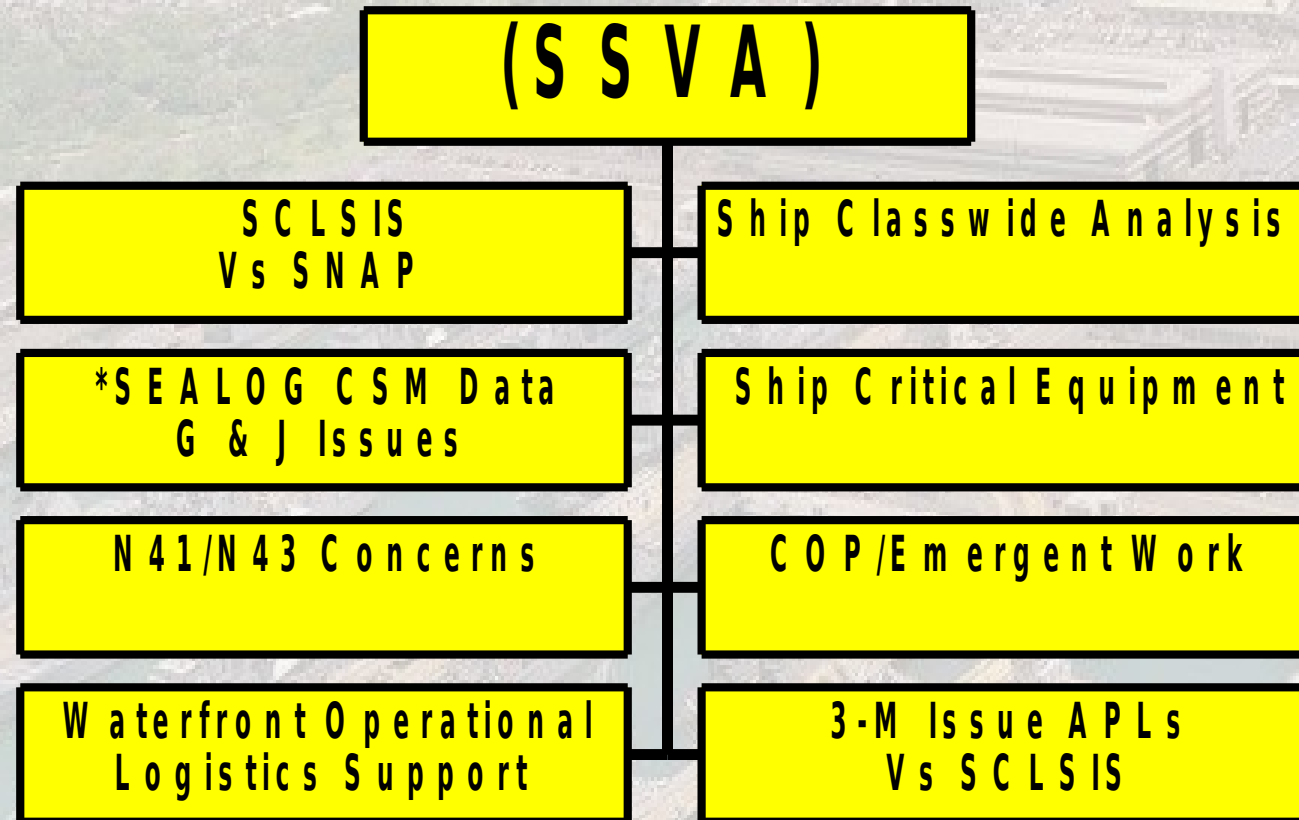 (SSVA)
SCLSIS
Vs SNAP
Ship Classwide Analysis
*SEALOG CSM Data
G & J Issues
Ship Critical Equipment
N41/N43 Concerns
COP/Emergent Work
Waterfront Operational
Logistics Support
3-M Issue APLs
Vs SCLSIS